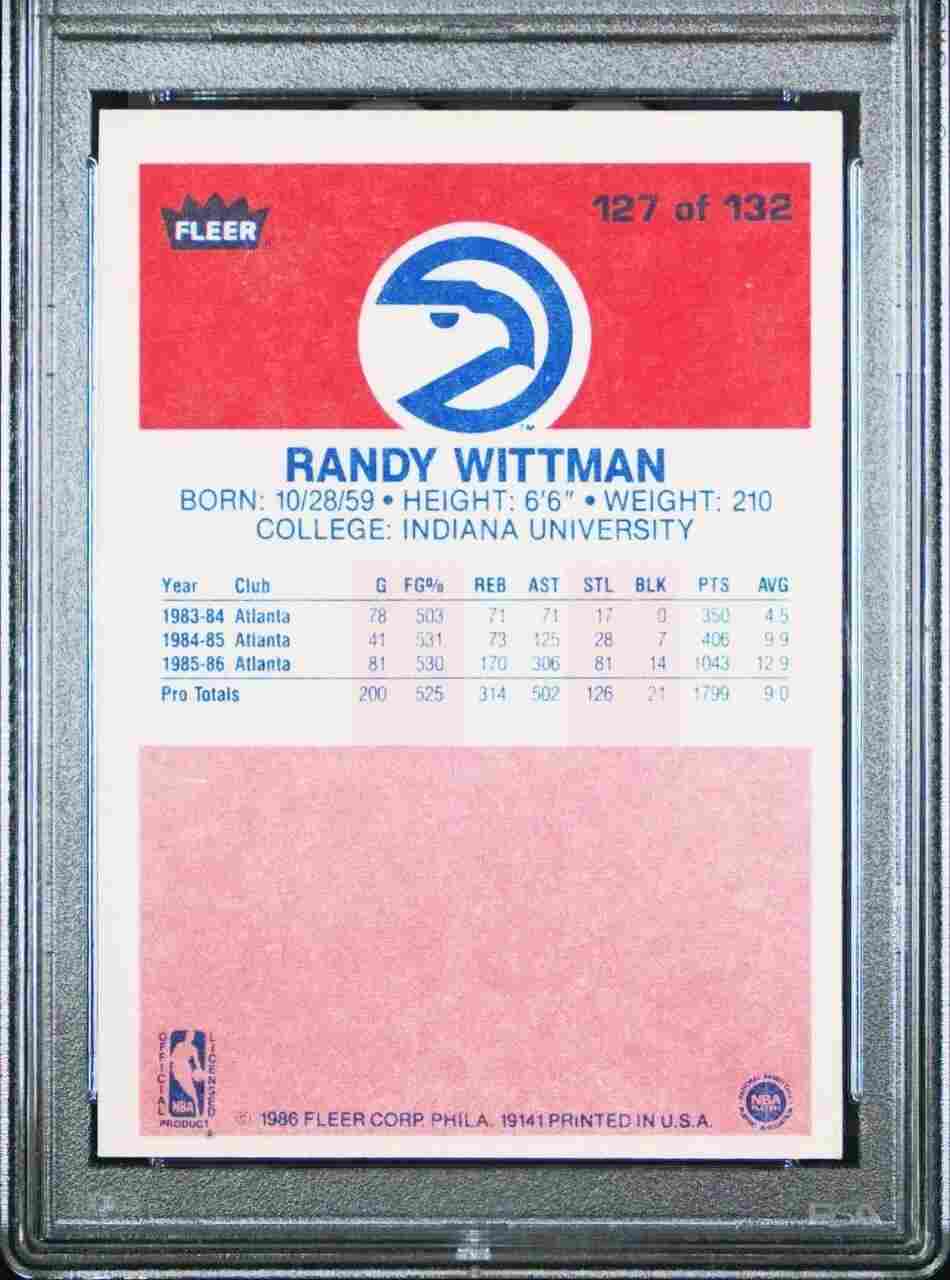 FLEER
127 of 132
TM
RANDY WITTMAN
BORN: 10/28/59 • HEIGHT: 6'6" • WEIGHT: 210
COLLEGE: INDIANA UNIVERSITY
Year Club G FG% REB AST STL BLK PTS AVG
1983-84 Atlanta 78 503 71 71 17 0 350 4.5
1984-85 Atlanta 41 531 73 125 28 7 406 9.9
1985-86 Atlanta 81 530 170 306 81 14 1043 12.9
Pro Totals 200 525 314 502 126 21 1799 9.0
OFFICIAL LICENSED
NBA
PRODUCT
© 1986 FLEER CORP. PHILA. 19141 PRINTED IN U.S.A.
NBA
PLAYERS
PSA